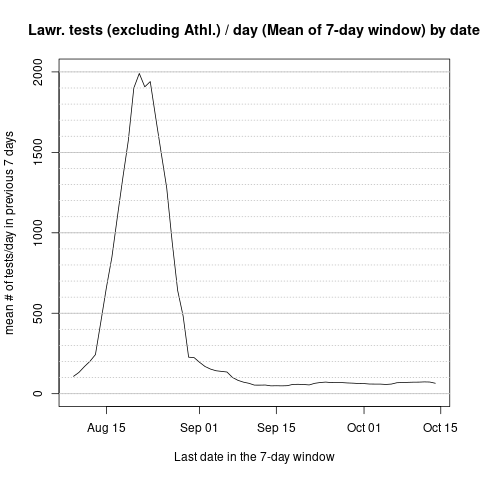 Lawr. tests (excluding Athl.) / day (Mean of 7-day window) by date
mean # of tests/day in previous 7 days
2000
1500
1000
500
0
Aug 15 Sep 01 Sep 15 Oct 01 Oct 15
Last date in the 7-day window